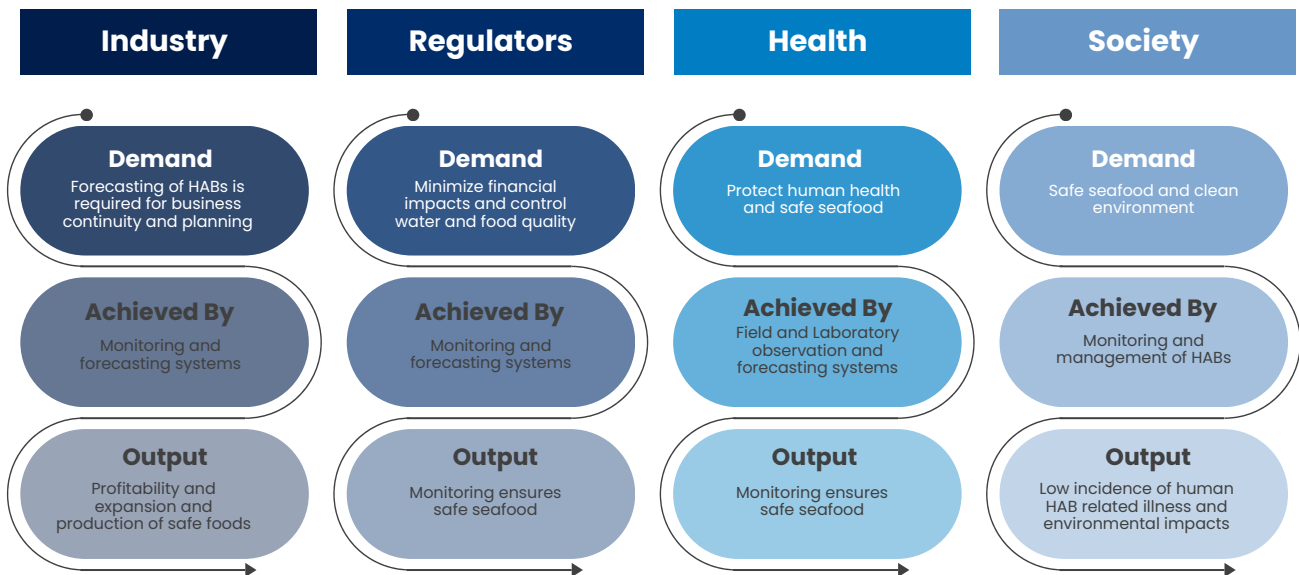 Industry
Demand
Forecasting of HABs is
required for business
continuity and planning
Achieved By
Monitoring and
forecasting systems
Output
Profitability and
expansion and
production of safe foods
Regulators
Demand
Minimize financial
impacts and control
water and food quality
Achieved By
Monitoring and
forecasting systems
Output
Monitoring ensures
safe seafood
Health
Demand
Protect human health
and safe seafood
Achieved By
Field and Laboratory
observation and
forecasting systems
Output
Monitoring ensures
safe seafood
Society
Demand
Safe seafood and clean
environment
Achieved By
Monitoring and
management of HABs
Output
Low incidence of human
HAB related illness and
environmental impacts